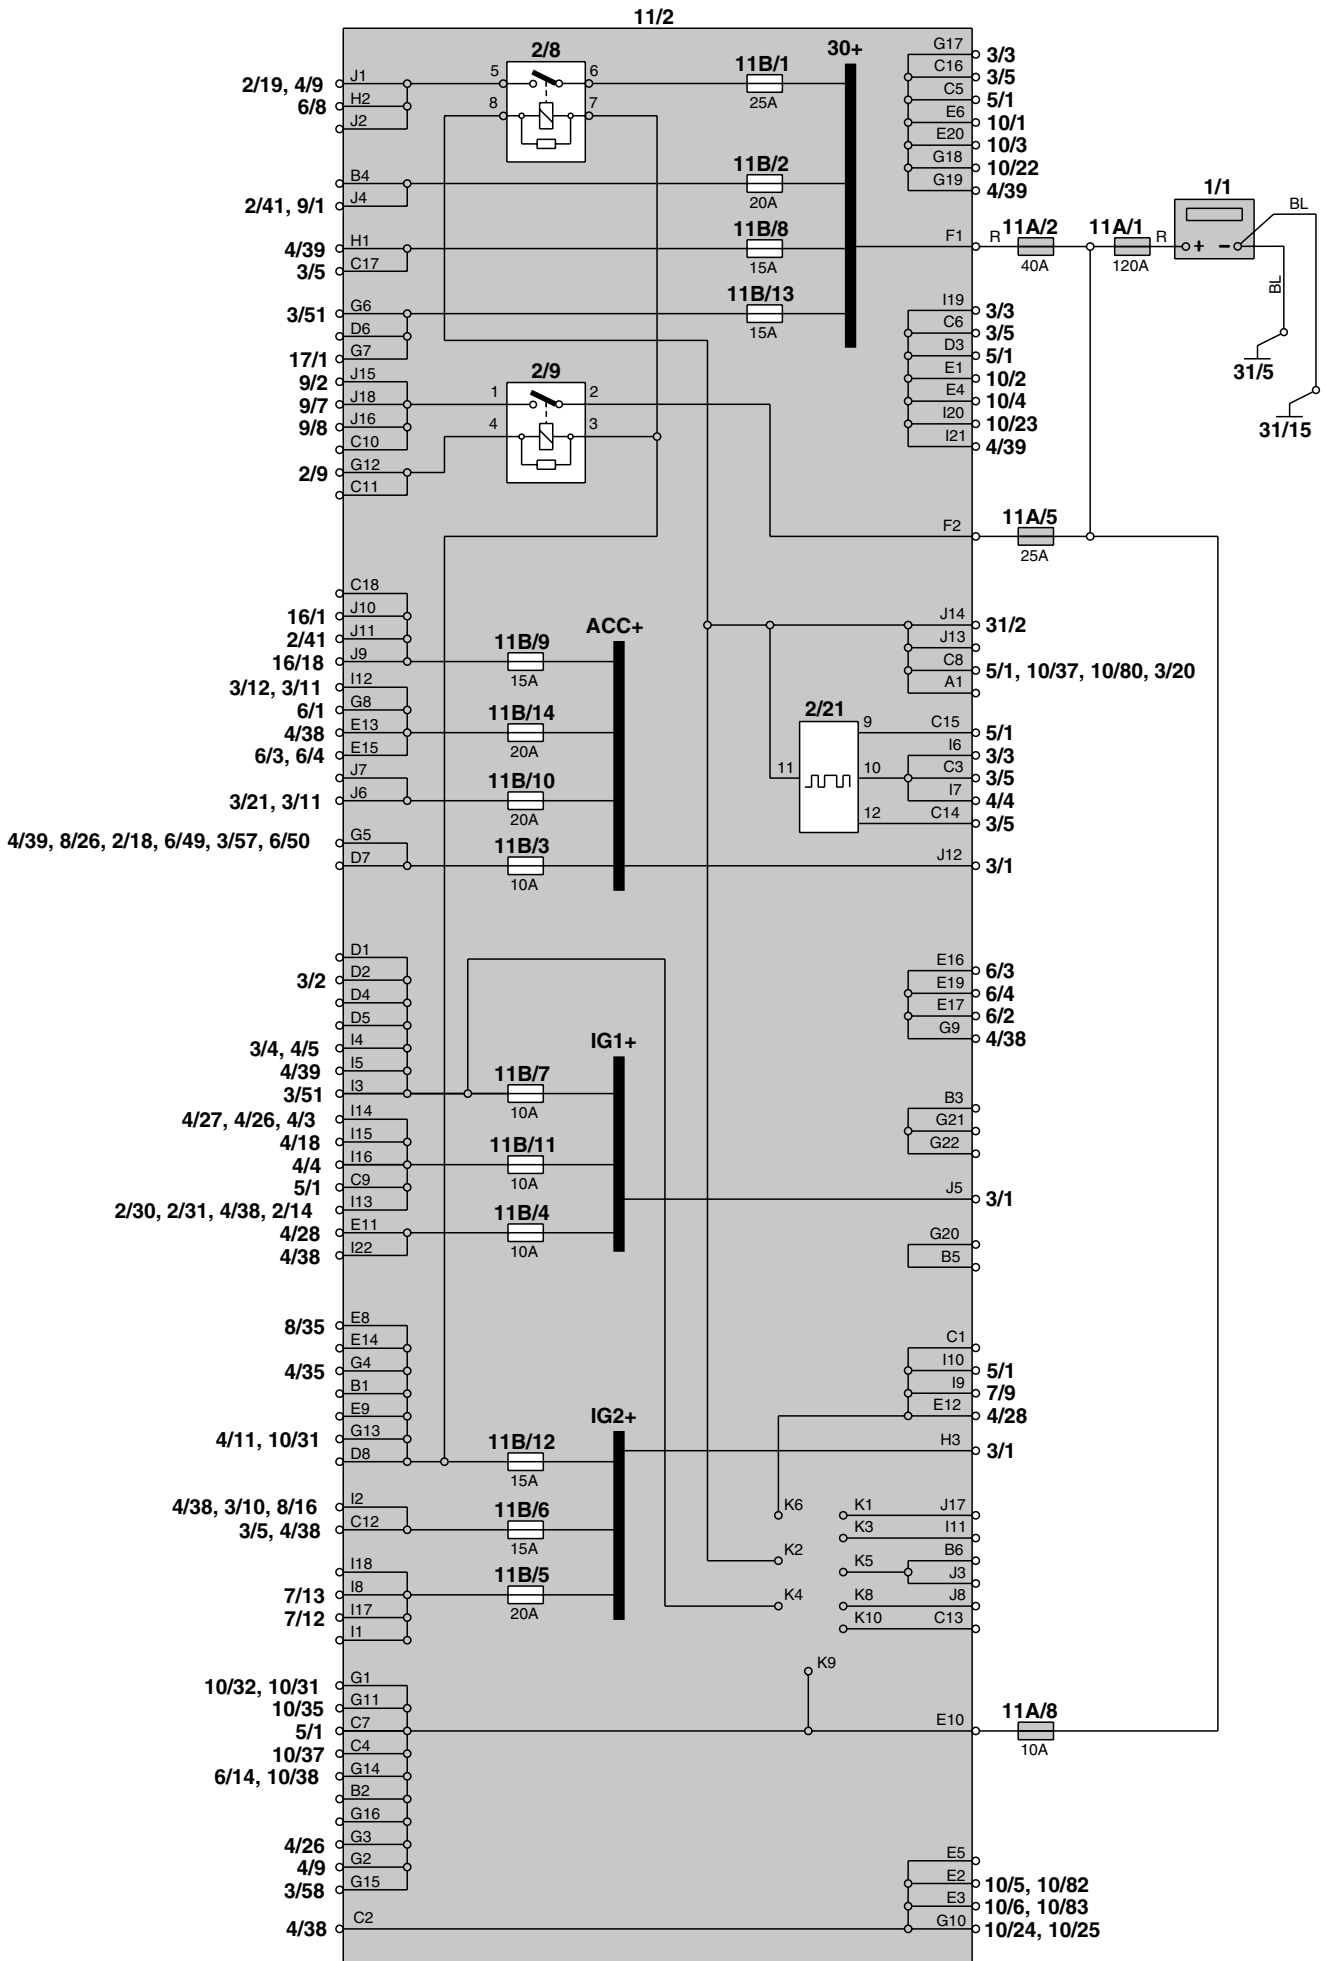 11/2
2/8
11B/1
30+
G17
3/3
2/19, 4/9
J1
5
6
25A
C16
3/5
6/8
H2
8
7
C5
5/1
J2
E6
10/1
E20
10/3
11B/2
G18
10/22
B4
20A
G19
4/39
2/41, 9/1
J4
1/1
BL
4/39
H1
11B/8
F1
R
11A/2
11A/1
R
+
−
3/5
C17
15A
40A
120A
BL
11B/13
I19
3/3
3/51
G6
15A
C6
3/5
D6
D3
5/1
17/1
G7
31/5
9/2
J15
2/9
E1
10/2
9/7
J18
1
2
E4
10/4
9/8
J16
4
3
I20
10/23
31/15
C10
I21
4/39
2/9
G12
C11
F2
11A/5
25A
C18
16/1
J10
ACC+
J14
31/2
2/41
J11
11B/9
J13
16/18
J9
15A
C8
5/1, 10/37, 10/80, 3/20
3/12, 3/11
I12
A1
6/1
G8
11B/14
2/21
4/38
E13
20A
9
C15
5/1
6/3, 6/4
E15
I6
3/3
J7
11B/10
11
10
C3
3/5
3/21, 3/11
J6
20A
I7
4/4
12
C14
3/5
4/39, 8/26, 2/18, 6/49, 3/57, 6/50
G5
11B/3
D7
10A
J12
3/1
D1
E16
6/3
3/2
D2
E19
6/4
D4
E17
6/2
D5
G9
4/38
3/4, 4/5
I4
IG1+
4/39
I5
11B/7
3/51
I3
10A
B3
4/27, 4/26, 4/3
I14
G21
4/18
I15
11B/11
G22
4/4
I16
10A
5/1
C9
J5
3/1
2/30, 2/31, 4/38, 2/14
I13
11B/4
4/28
E11
10A
G20
4/38
I22
B5
8/35
E8
E14
C1
4/35
G4
I10
5/1
B1
I9
7/9
E9
IG2+
E12
4/28
4/11, 10/31
G13
11B/12
H3
3/1
D8
15A
4/38, 3/10, 8/16
I2
11B/6
K6
K1
J17
3/5, 4/38
C12
15A
K3
I11
K2
K5
B6
I18
11B/5
J3
7/13
I8
20A
K4
K8
J8
7/12
I17
K10
C13
I1
K9
10/32, 10/31
G1
10/35
G11
5/1
C7
E10
11A/8
10A
10/37
C4
6/14, 10/38
G14
B2
G16
4/26
G3
4/9
G2
E5
3/58
G15
E2
10/5, 10/82
E3
10/6, 10/83
4/38
C2
G10
10/24, 10/25